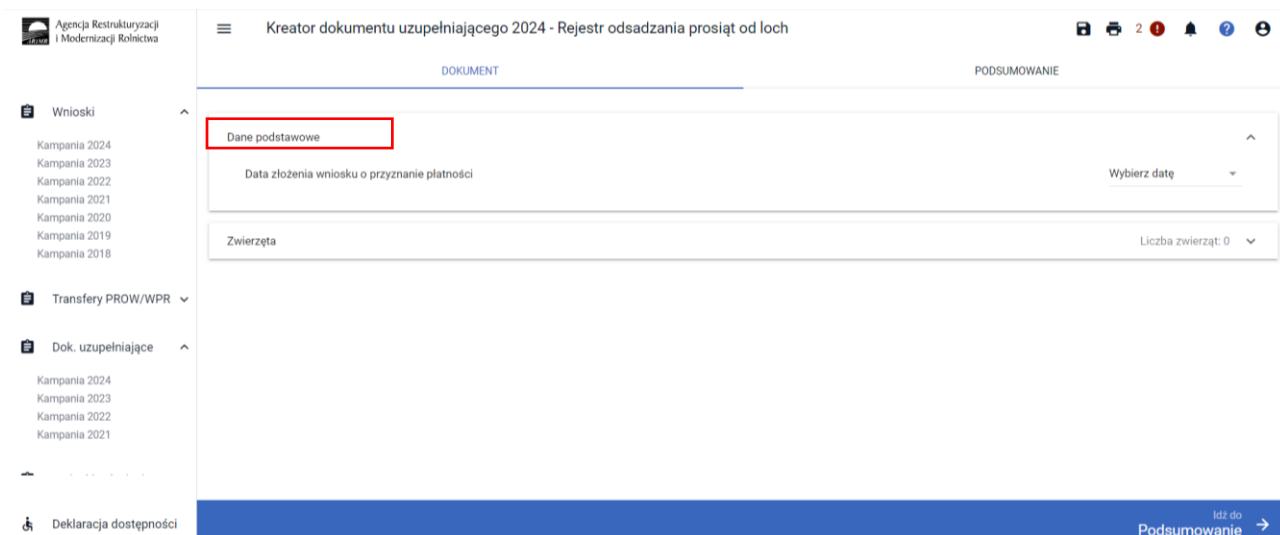 Agencja Restrukturyzacji
i Modernizacji Rolnictwa
ARiMR
Kreator dokumentu uzupełniającego 2024 - Rejestr odsadzania prosiąt od loch
2
DOKUMENT
PODSUMOWANIE
Wnioski
Kampania 2024
Kampania 2023
Kampania 2022
Kampania 2021
Kampania 2020
Kampania 2019
Kampania 2018
Transfery PROW/WPR
Dok. uzupełniające
Kampania 2024
Kampania 2023
Kampania 2022
Kampania 2021
Deklaracja dostępności
Dane podstawowe
Data złożenia wniosku o przyznanie płatności
Wybierz datę
Zwierzęta
Liczba zwierząt: 0
Idź do
Podsumowanie